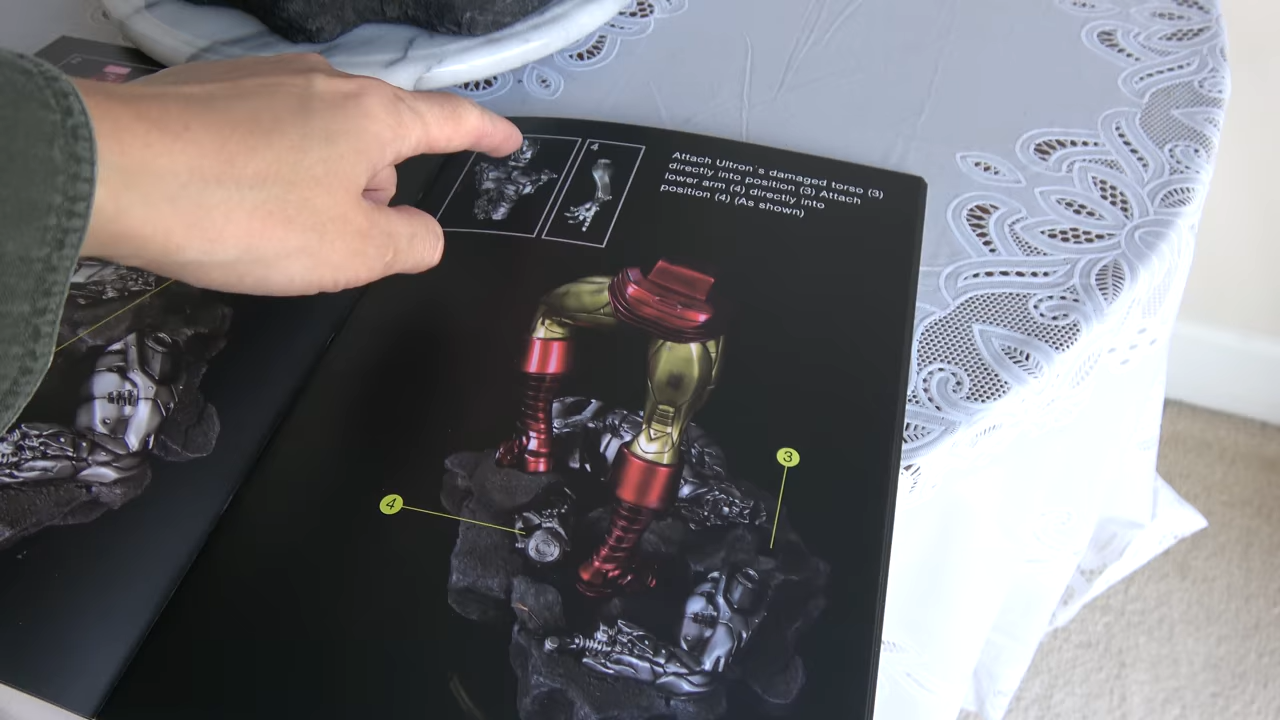 4
Attach Ultron's damaged torso (3)
directly into position (3) Attach
lower arm (4) directly into
position (4) (As shown)
3
4